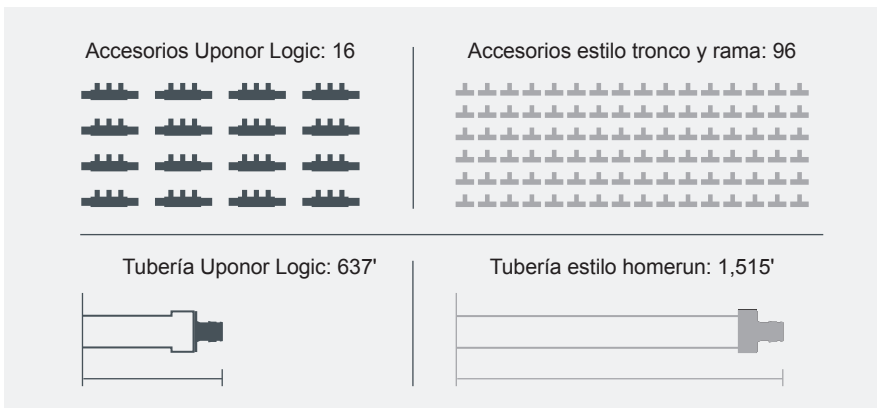 Accesorios Uponor Logic: 16
Accesorios estilo tronco y rama: 96
Tubería Uponor Logic: 637'
Tubería estilo homerun: 1,515'